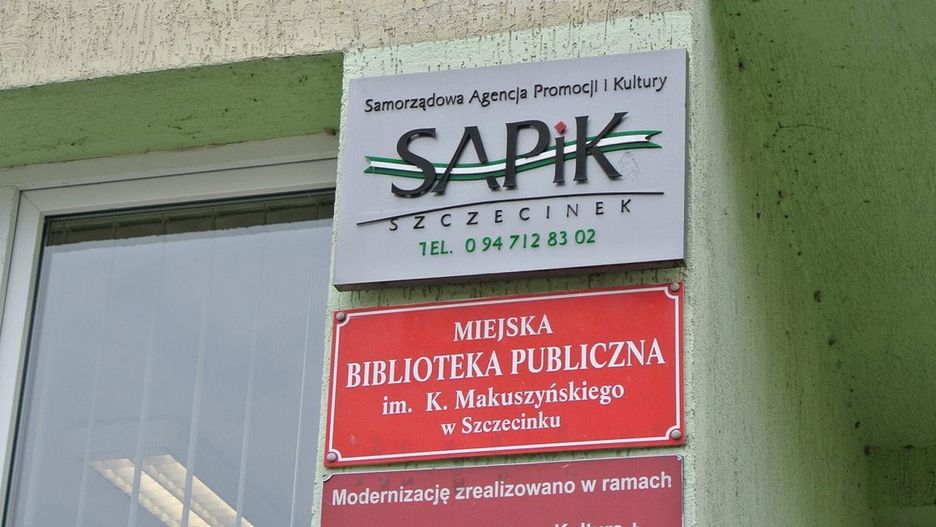 Samorządowa Agencja Promocji i Kultury
SAPiK
SZCZECINEK
TEL. 0 94 712 83 02
MIEJSKA
BIBLIOTEKA PUBLICZNA
im. K. Makuszyńskiego
w Szczecinku
Modernizację zrealizowano w ramach